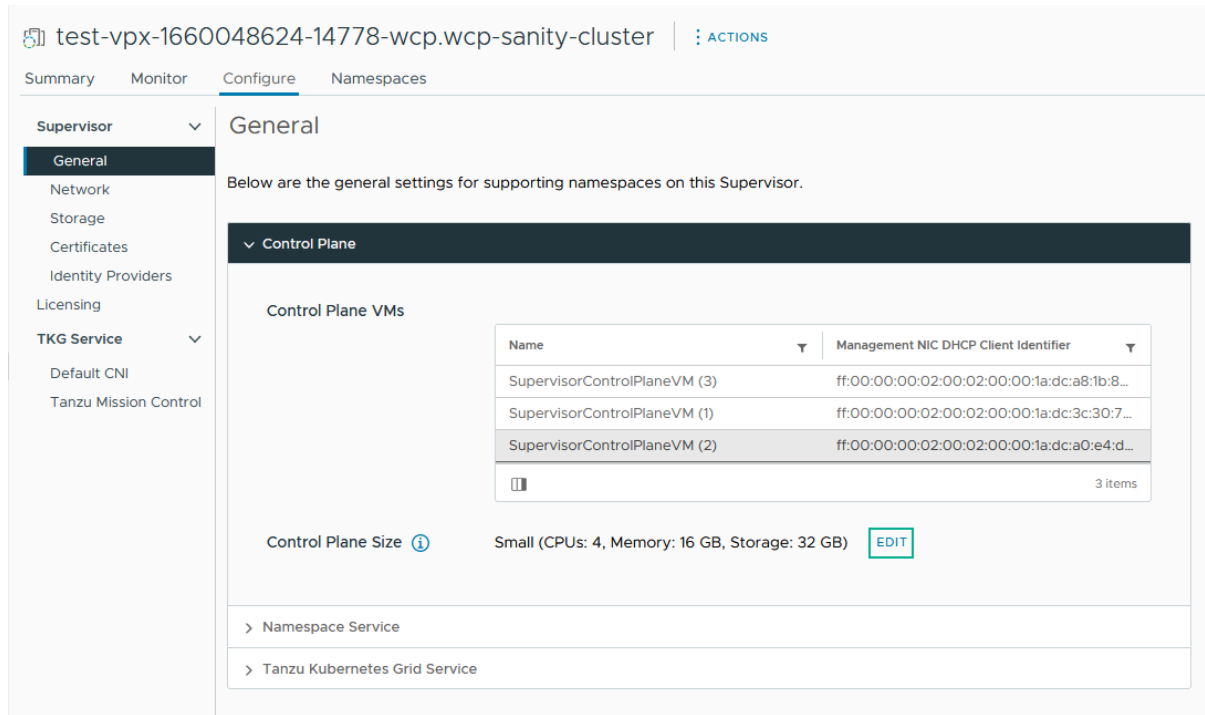 test-vpx-1660048624-14778-wcp.wcp-sanity-cluster ACTIONS
Summary Monitor Configure Namespaces
Supervisor
General
Network
Storage
Certificates
Identity Providers
Licensing
TKG Service
Default CNI
Tanzu Mission Control
General
Below are the general settings for supporting namespaces on this Supervisor.
Control Plane
Control Plane VMs
Name Management NIC DHCP Client Identifier
SupervisorControlPlaneVM (3) ff:00:00:00:02:00:02:00:00:1a:dc:a8:1b:8...
SupervisorControlPlaneVM (1) ff:00:00:00:02:00:02:00:00:1a:dc:3c:30:7...
SupervisorControlPlaneVM (2) ff:00:00:00:02:00:02:00:00:1a:dc:a0:e4:d...
3 items
Control Plane Size Small (CPUs: 4, Memory: 16 GB, Storage: 32 GB) EDIT
Namespace Service
Tanzu Kubernetes Grid Service